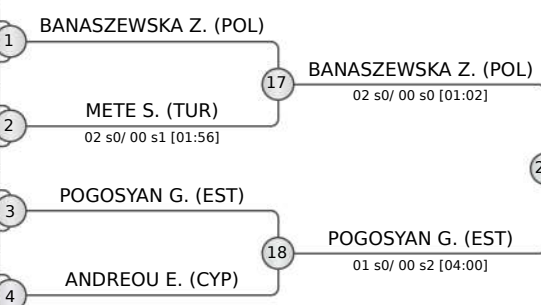 BANASZEWSKA Z. (POL)
1
17
BANASZEWSKA Z. (POL)
02 s0/ 00 s0 [01:02]
METE S. (TUR)
2
02 s0/ 00 s1 [01:56]
POGOSYAN G. (EST)
3
18
POGOSYAN G. (EST)
01 s0/ 00 s2 [04:00]
ANDREOU E. (CYP)
4